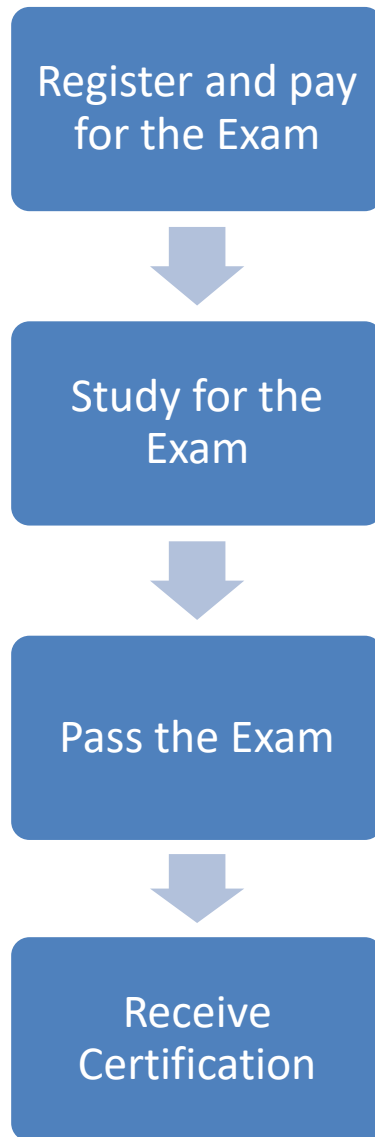 Register and pay
for the Exam
Study for the
Exam
Pass the Exam
Receive
Certification